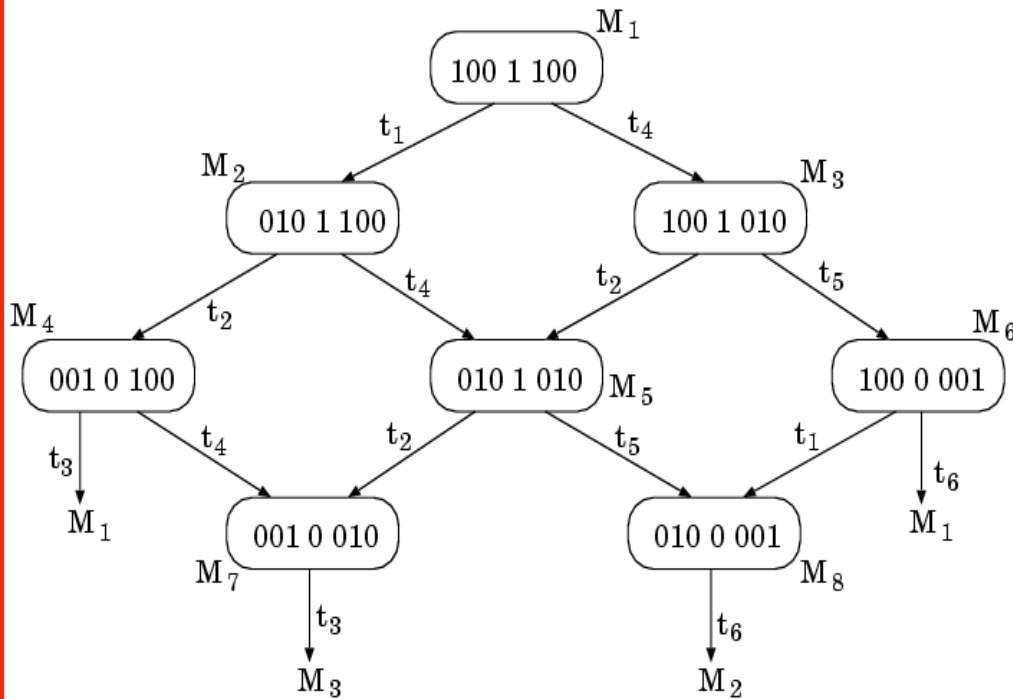 M₁
100 1 100
t₁ t₄
M₂ M₃
010 1 100 100 1 010
t₂ t₄ t₂ t₅
M₄ M₆
001 0 100 010 1 010 100 0 001
M₅
t₃ t₄ t₂ t₅ t₁ t₆
M₁ 001 0 010 010 0 001 M₁
M₇ M₈
t₃ t₆
M₃ M₂